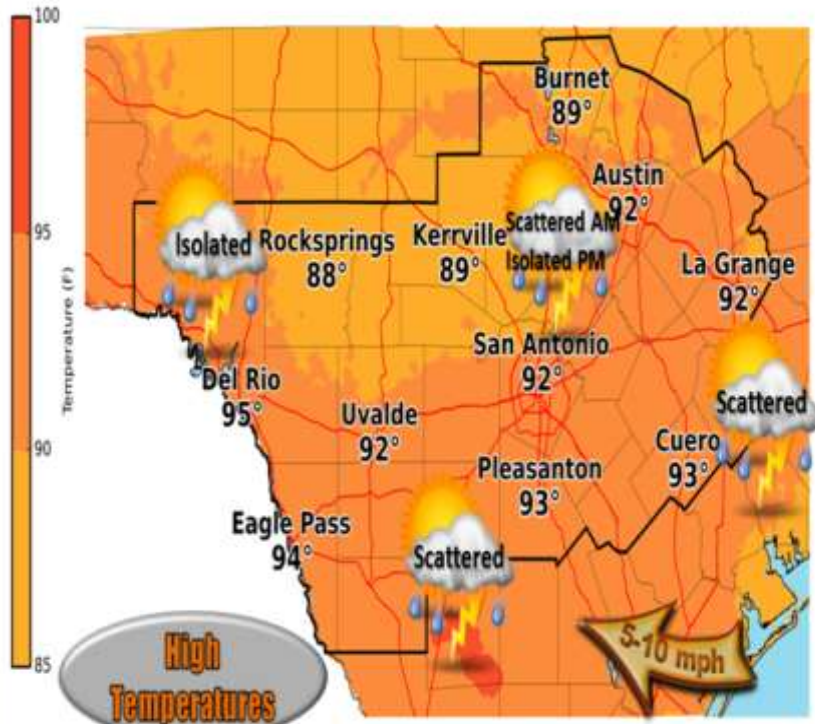 100
95
90
85
Temperature (F)
Burnet
89°
Austin
92°
Scattered AM
Isolated PM
Isolated
Rocksprings
88°
Kerrville
89°
La Grange
92°
San Antonio
92°
Del Rio
95°
Uvalde
92°
Scattered
Cuero
93°
Pleasanton
93°
Eagle Pass
94°
Scattered
5-10 mph
High
Temperatures